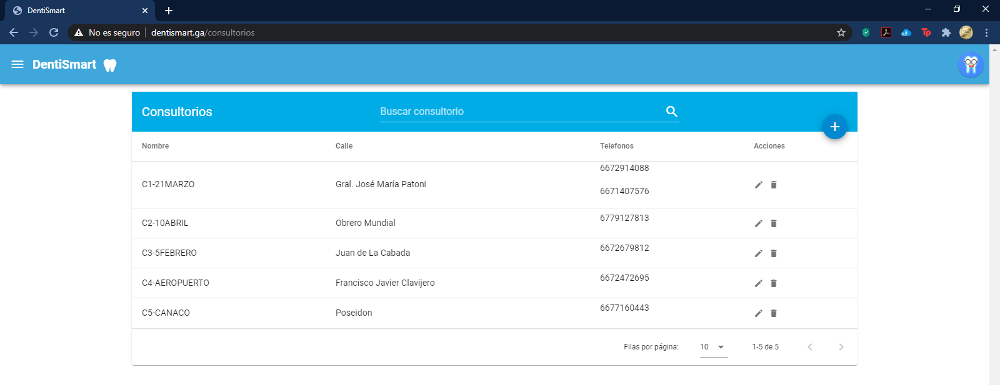 DentiSmart
No es seguro dentismart.ga/consultorios
Tp
DentiSmart
Consultorios Buscar consultorio
Nombre Calle Telefonos Acciones
C1-21MARZO Gral. José María Patoni 6672914088
6671407576
C2-10ABRIL Obrero Mundial 6779127813
C3-5FEBRERO Juan de La Cabada 6672679812
C4-AEROPUERTO Francisco Javier Clavijero 6672472695
C5-CANACO Poseidon 6677160443
Filas por página: 10 1-5 de 5